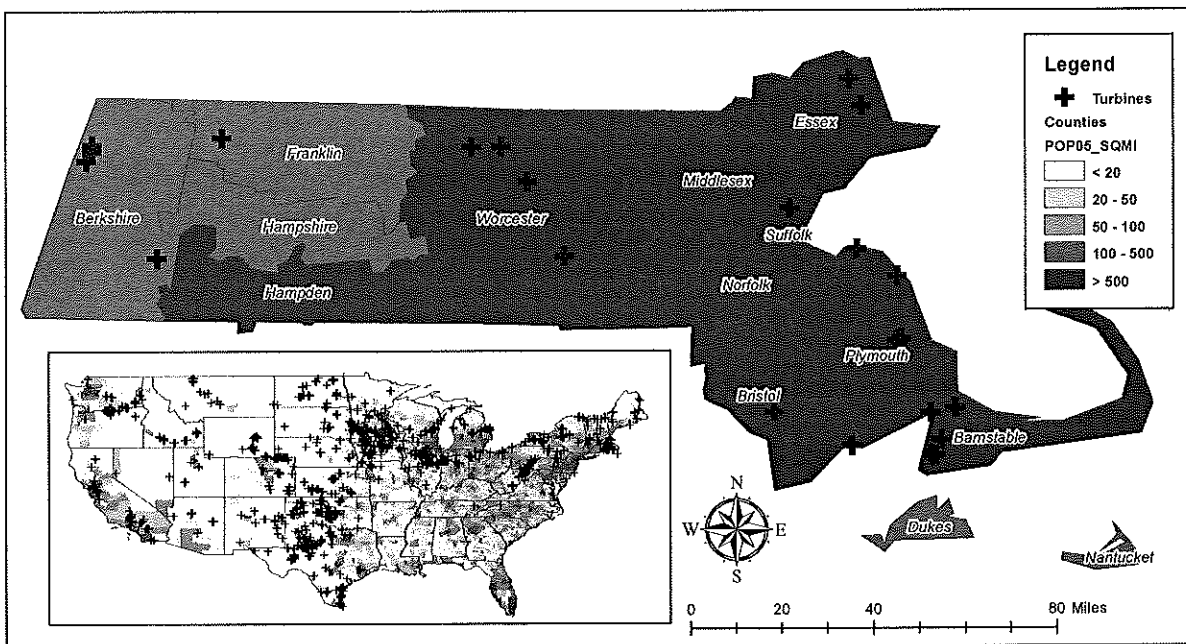 Legend
Turbines
Counties
POP05_SQMI
< 20
20 - 50
50 - 100
100 - 500
> 500
Essex
Franklin
Middlesex
Berkshire
Hampshire
Worcester
Suffolk
Hampden
Norfolk
Plymouth
Bristol
Barnstable
N
W E
S
Dukes
Nantucket
0 20 40 80 Miles